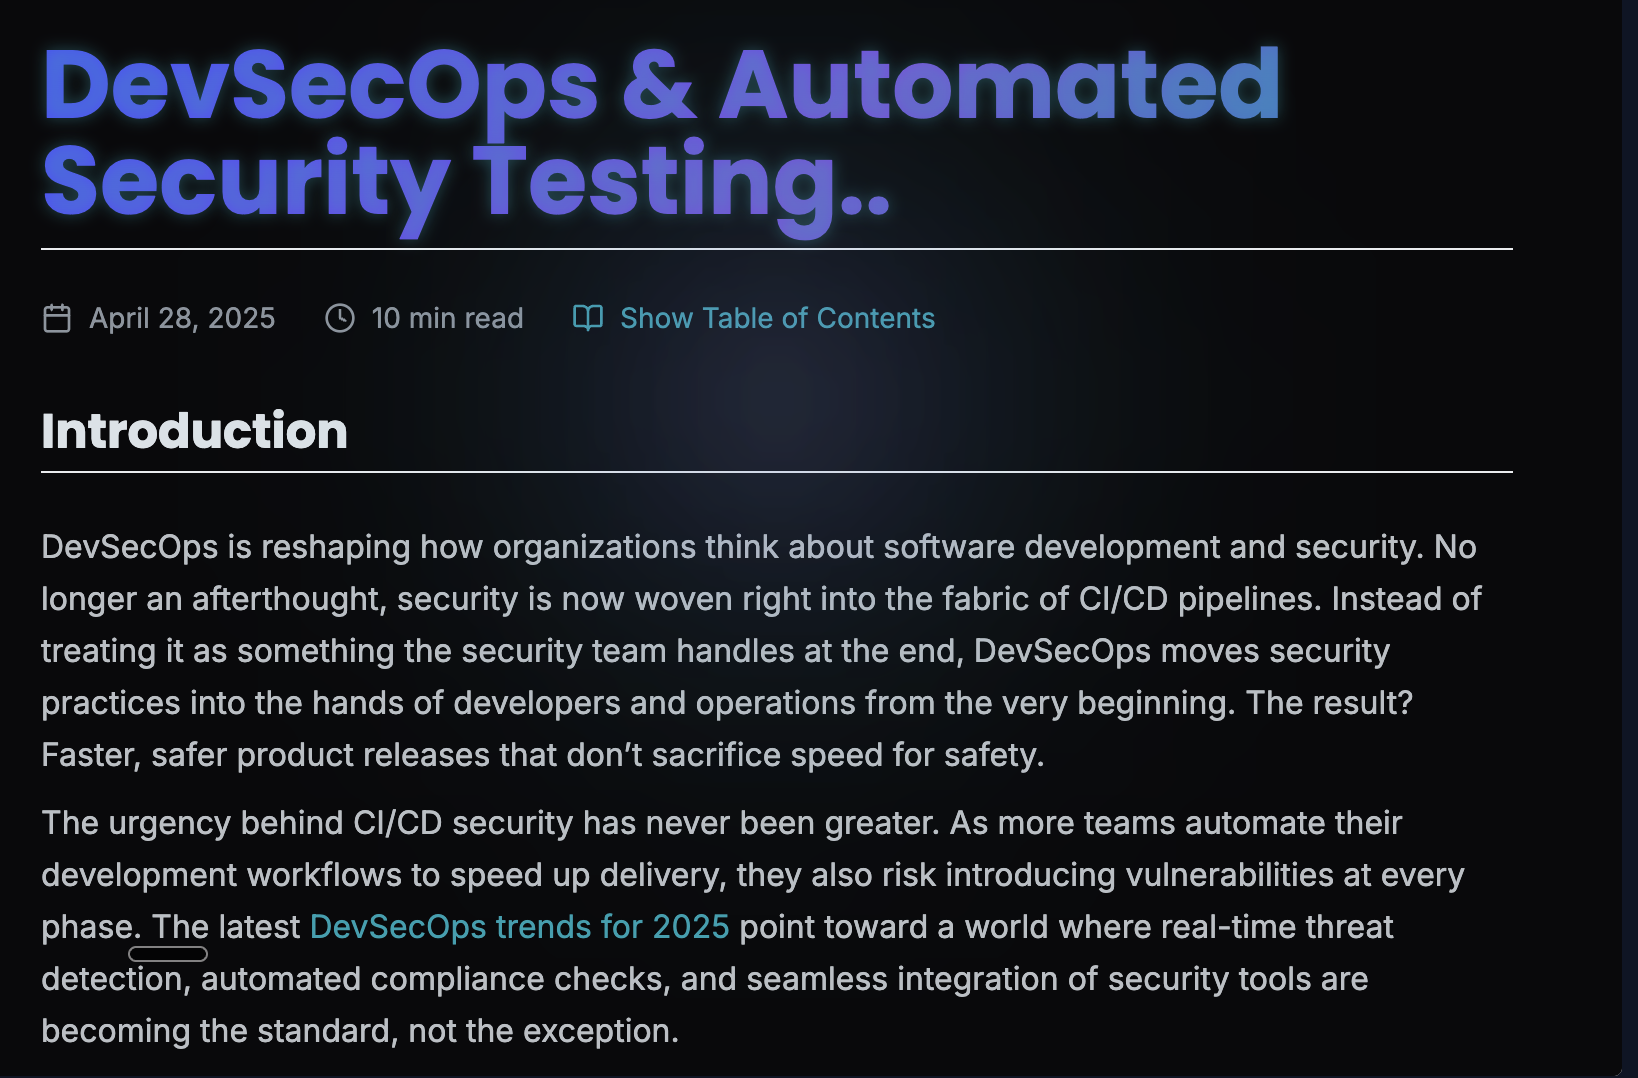 DevSecOps & Automated
Security Testing..
April 28, 2025 10 min read Show Table of Contents
Introduction
DevSecOps is reshaping how organizations think about software development and security. No
longer an afterthought, security is now woven right into the fabric of CI/CD pipelines. Instead of
treating it as something the security team handles at the end, DevSecOps moves security
practices into the hands of developers and operations from the very beginning. The result?
Faster, safer product releases that don’t sacrifice speed for safety.
The urgency behind CI/CD security has never been greater. As more teams automate their
development workflows to speed up delivery, they also risk introducing vulnerabilities at every
phase. The latest DevSecOps trends for 2025 point toward a world where real-time threat
detection, automated compliance checks, and seamless integration of security tools are
becoming the standard, not the exception.